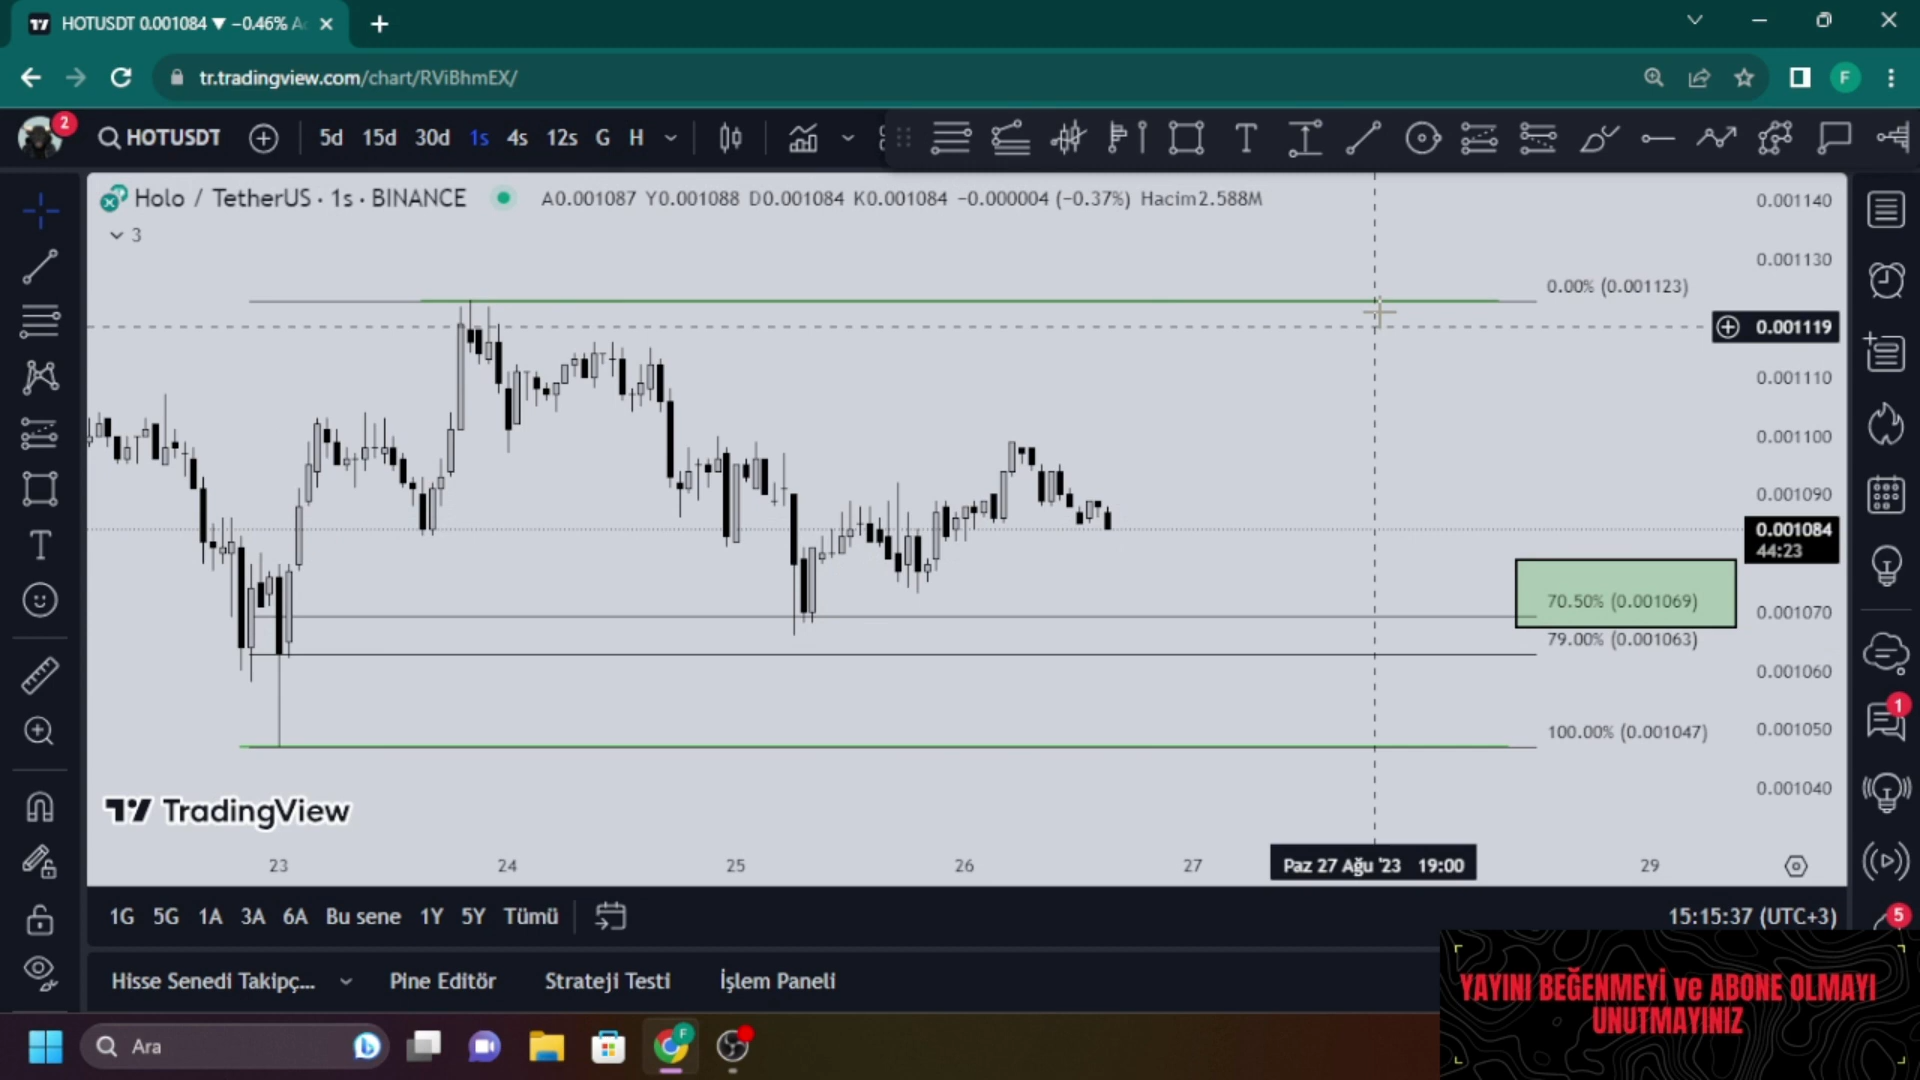 HOTUSDT 0.001084 ▼ −0.46%
tr.tradingview.com/chart/RViBhmEX/
F
2
HOTUSDT
5d 15d 30d 1s 4s 12s G H
Holo / TetherUS · 1s · BINANCE
A0.001087 Y0.001088 D0.001084 K0.001084 −0.000004 (−0.37%) Hacim2.588M
3
0.001140
0.001130
0.00% (0.001123)
0.001119
0.001110
0.001100
0.001090
0.001084
44:23
70.50% (0.001069)
0.001070
79.00% (0.001063)
0.001060
100.00% (0.001047)
0.001050
0.001040
1
TradingView
23 24 25 26 27 Paz 27 Ağu '23 19:00 29
1G 5G 1A 3A 6A Bu sene 1Y 5Y Tümü
15:15:37 (UTC+3)
5
Hisse Senedi Takipç... Pine Editör Strateji Testi İşlem Paneli
YAYINI BEĞENMEYİ ve ABONE OLMAYI
UNUTMAYINIZ
Ara
F